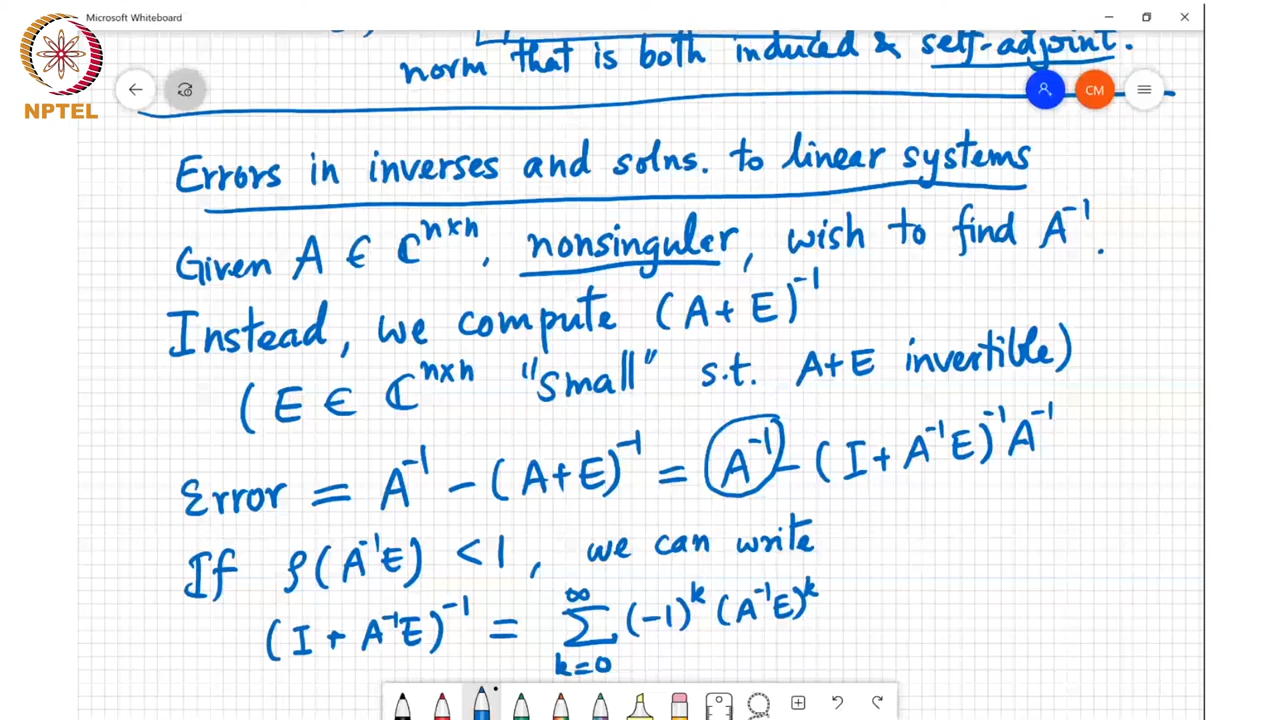 Microsoft Whiteboard
norm that is both induced & self-adjoint.
NPTEL
CM
Errors in inverses and solns. to linear systems
Given A ∈ ℂⁿˣⁿ, nonsingular, wish to find A⁻¹.
Instead, we compute (A+E)⁻¹
(E ∈ ℂⁿˣⁿ "small" s.t. A+E invertible)
Error = A⁻¹ - (A+E)⁻¹ = A⁻¹ - (I + A⁻¹E)⁻¹A⁻¹
If ρ(A⁻¹E) < 1, we can write
(I + A⁻¹E)⁻¹ = ∑_{k=0}^{∞} (-1)ᵏ (A⁻¹E)ᵏ